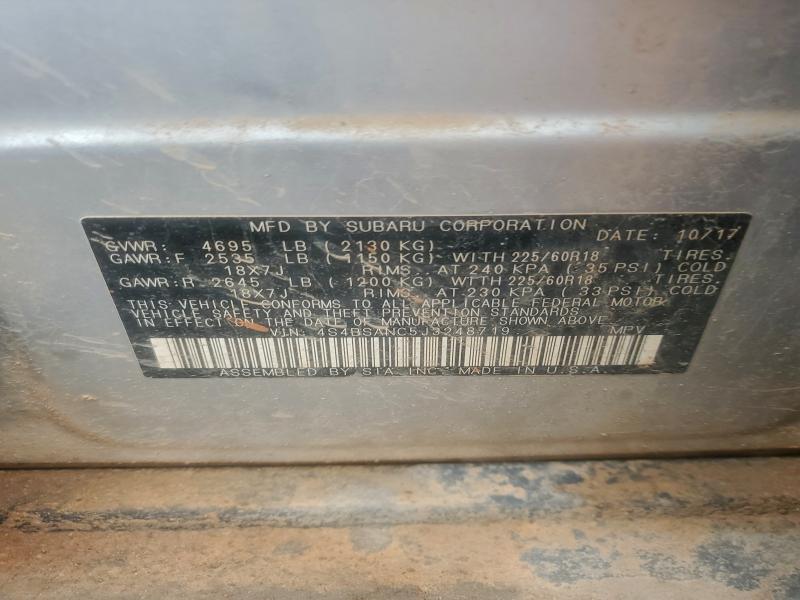 MFD BY SUBARU CORPORATION
DATE: 10/17
GVWR: 4695 LB (2130 KG)
GAWR:F 2535 LB (1150 KG) WITH 225/60R18 TIRES.
18X7J RIMS AT 240 KPA (35 PSI) COLD
GAWR:R 2645 LB (1200 KG) WITH 225/60R18 TIRES.
18X7J RIMS AT 230 KPA (33 PSI) COLD
THIS VEHICLE CONFORMS TO ALL APPLICABLE FEDERAL MOTOR
VEHICLE SAFETY AND THEFT PREVENTION STANDARDS
IN EFFECT ON THE DATE OF MANUFACTURE SHOWN ABOVE
VIN: MPV
ASSEMBLED BY SIA INC. MADE IN U.S.A